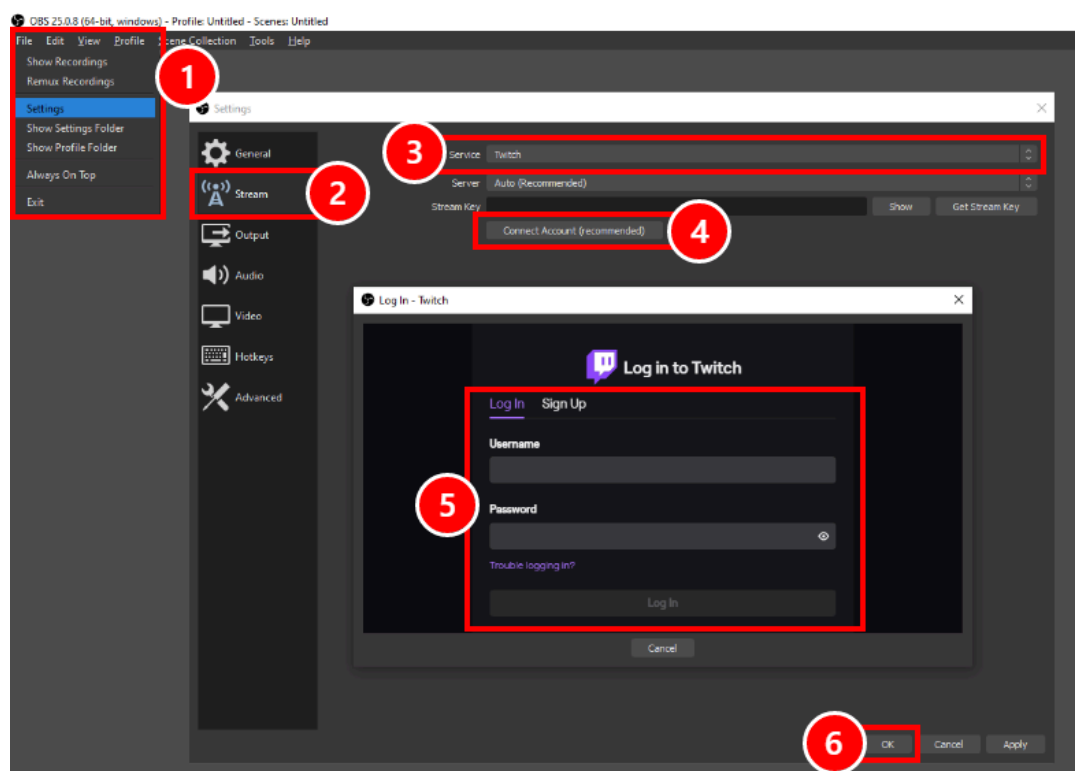 OBS 25.0.8 (64-bit, windows) - Profile: Untitled - Scenes: Untitled
File Edit View Profile Scene Collection Tools Help
Show Recordings
Remux Recordings
Settings
Show Settings Folder
Show Profile Folder
Always On Top
Exit
1
Settings
General
Stream
Output
Audio
Video
Hotkeys
Advanced
2
3
Service Twitch
Server Auto (Recommended)
Stream Key Show Get Stream Key
Connect Account (recommended)
4
Log In - Twitch
Log in to Twitch
Log In Sign Up
Username
5
Password
Trouble logging in?
Log In
Cancel
6
OK Cancel Apply